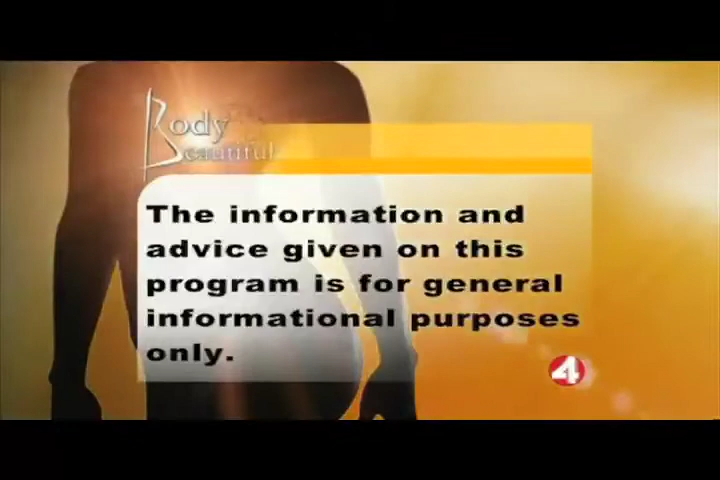 Body
Beautiful
The information and
advice given on this
program is for general
informational purposes
only.
4